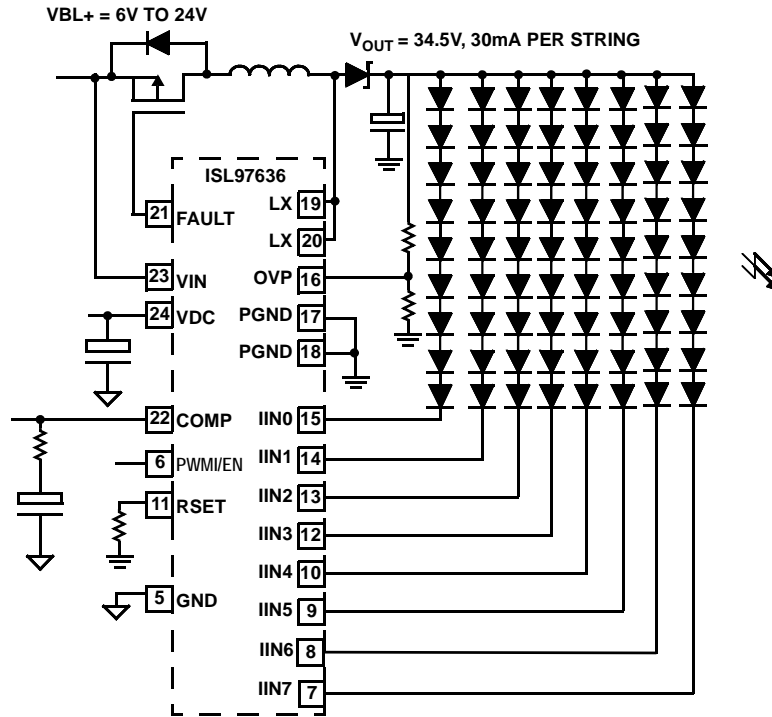 VBL+ = 6V TO 24V
VOUT = 34.5V, 30mA PER STRING
ISL97636
21 FAULT
LX 19
LX 20
23 VIN
OVP 16
24 VDC
PGND 17
PGND 18
22 COMP
IIN0 15
6 PWMI/EN
IIN1 14
11 RSET
IIN2 13
IIN3 12
IIN4 10
5 GND
IIN5 9
IIN6 8
IIN7 7